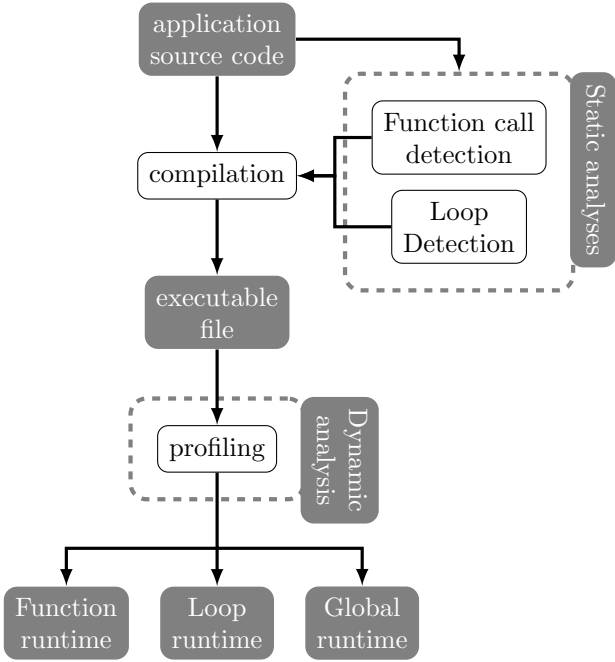 application
source code
Function call
detection
Static analyses
compilation
Loop
Detection
executable
file
Dynamic
analysis
profiling
Function
runtime
Loop
runtime
Global
runtime